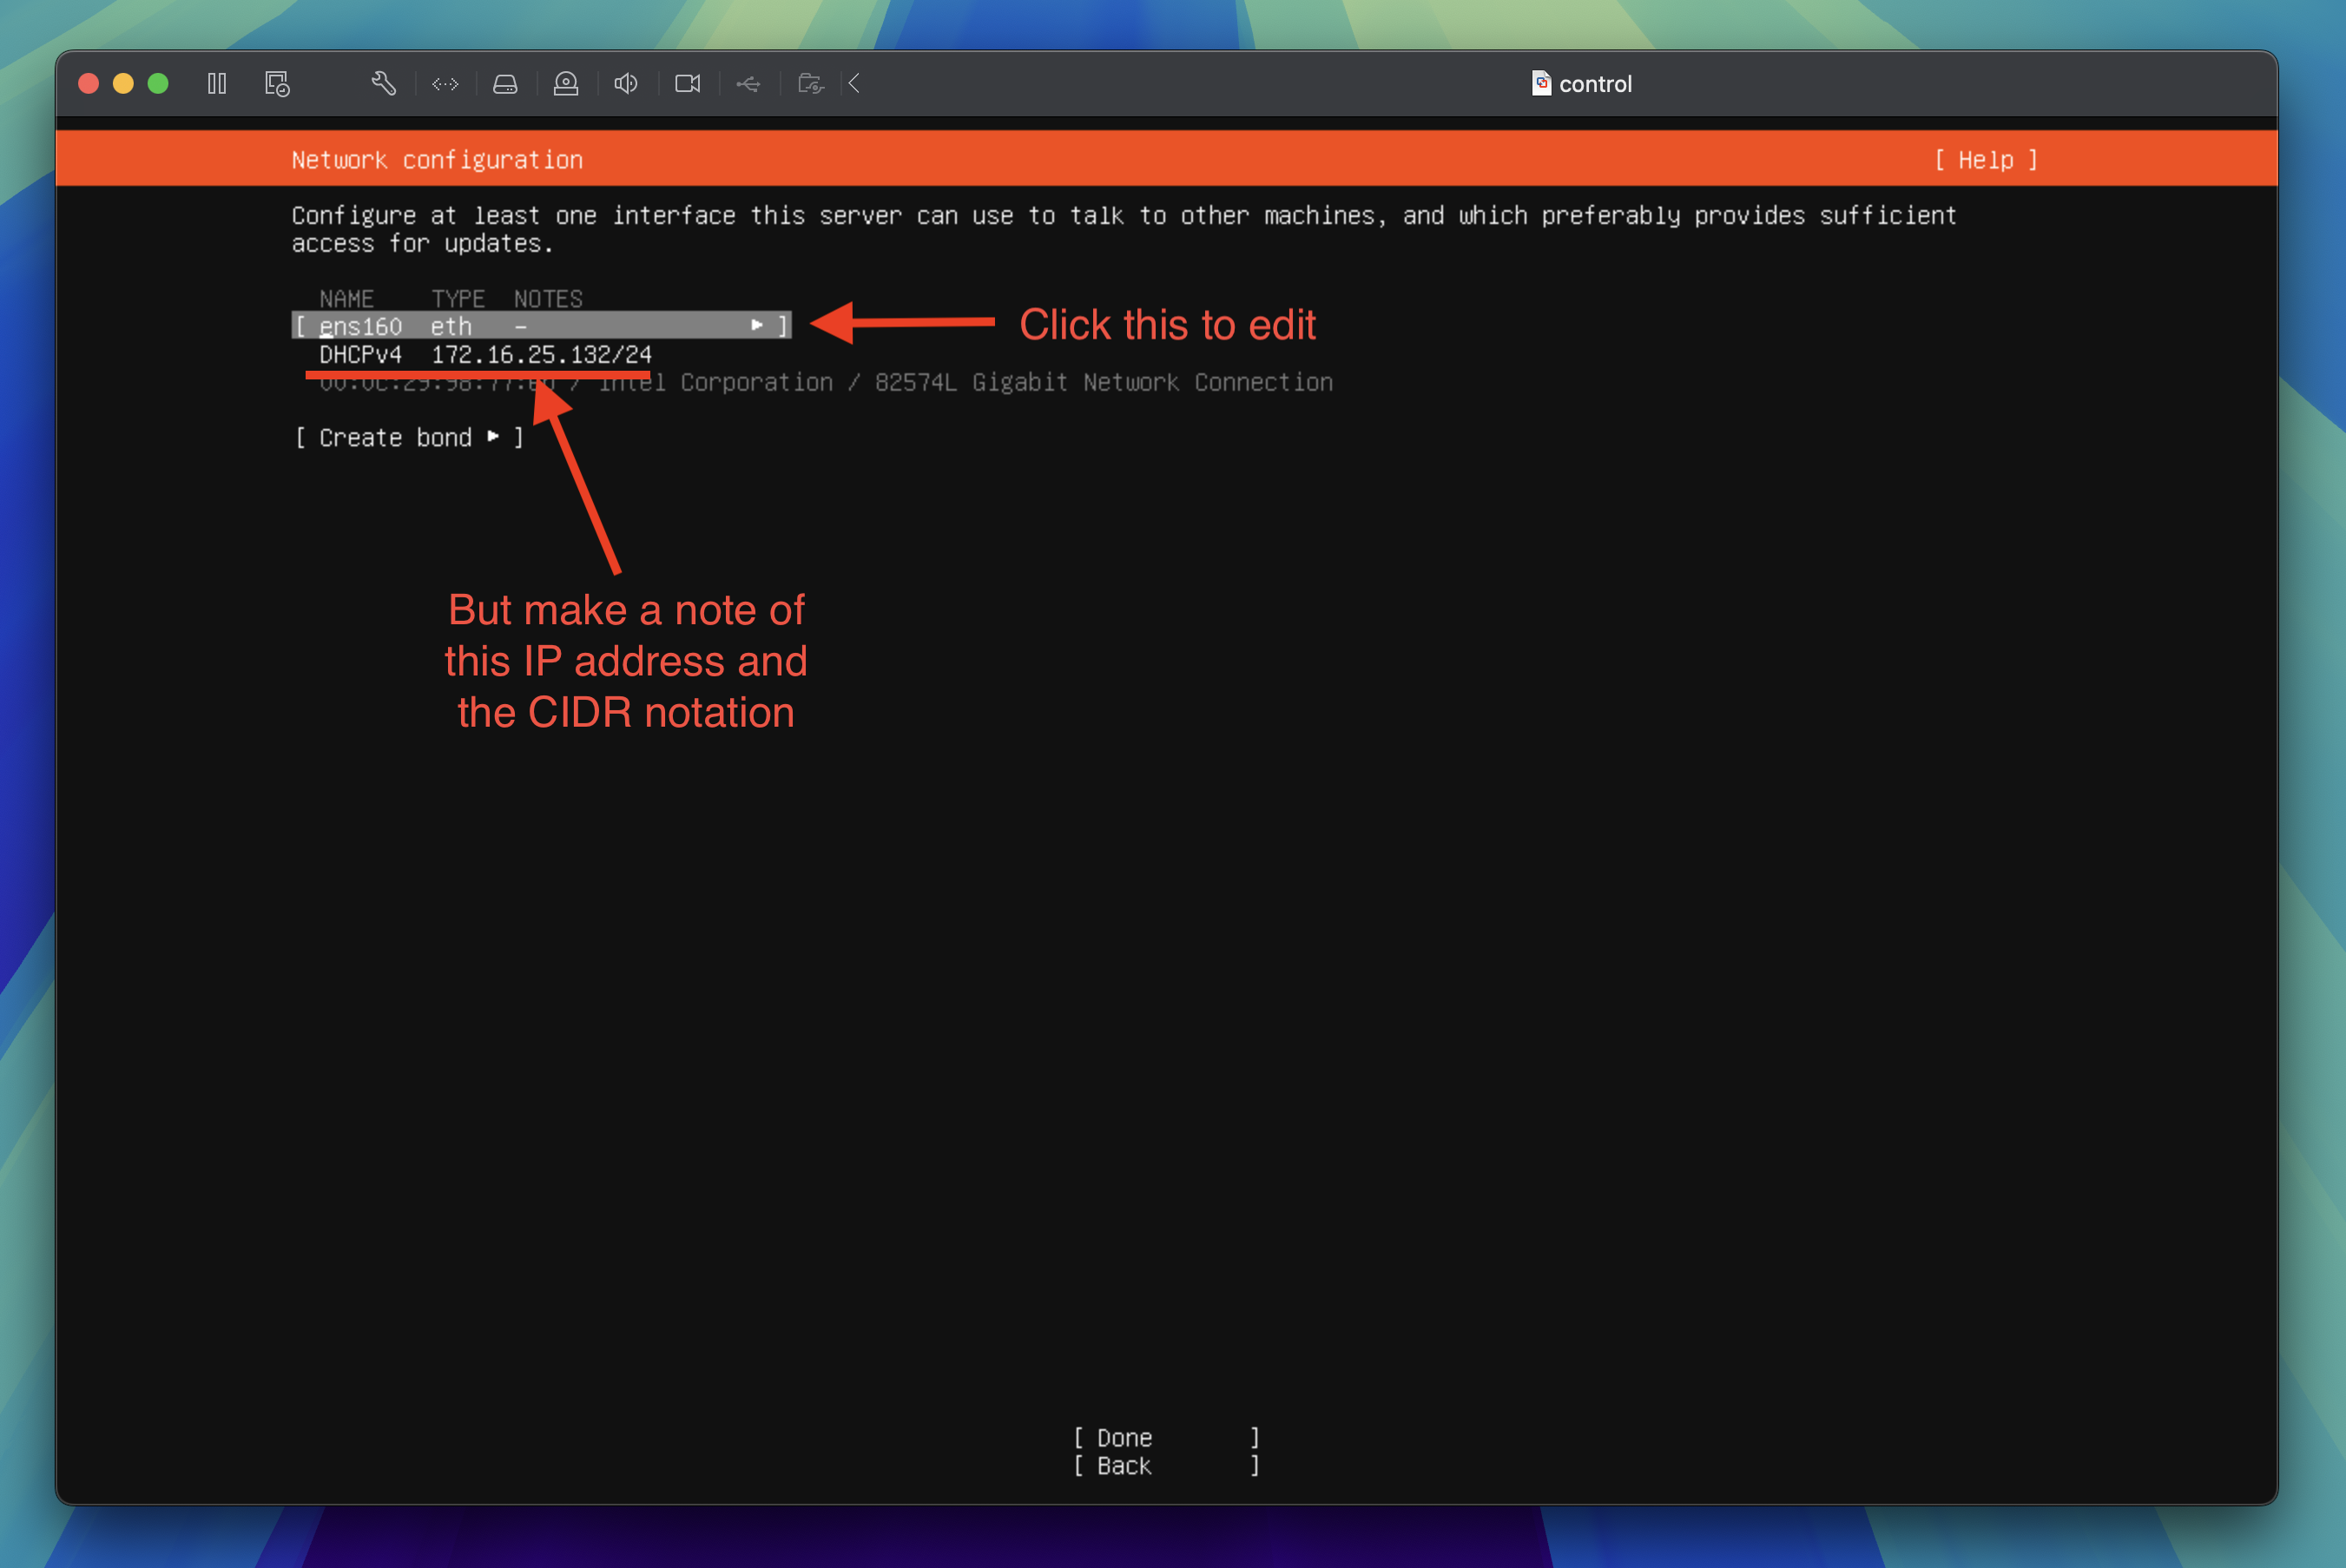 control
Network configuration [ Help ]
Configure at least one interface this server can use to talk to other machines, and which preferably provides sufficient
access for updates.
NAME TYPE NOTES
[ ens160 eth - ▸ ]
Click this to edit
DHCPv4 172.16.25.132/24
/ Intel Corporation / 82574L Gigabit Network Connection
[ Create bond ▸ ]
But make a note of
this IP address and
the CIDR notation
[ Done ]
[ Back ]